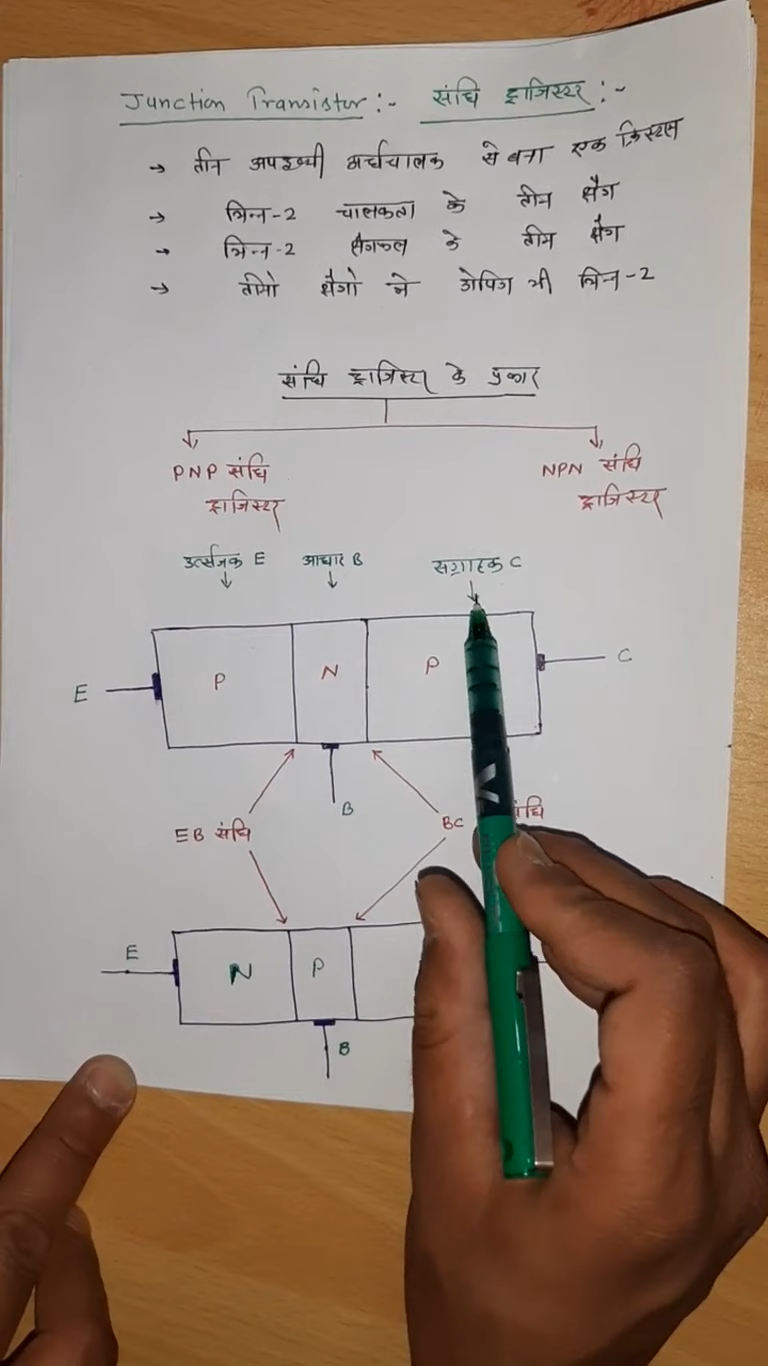 Junction Transistor :- संधि ट्रांजिस्टर :-
→ तीन अपद्रव्यी अर्धचालक से बना एक क्रिस्टल
→ भिन्न-2 चालकता के तीन क्षेत्र
→ भिन्न-2 क्षेत्रफल के तीन क्षेत्र
→ तीनो क्षेत्रो में डोपिंग भी भिन्न-2
संधि ट्रांजिस्टर के प्रकार
PNP संधि NPN संधि
ट्रांजिस्टर ट्रांजिस्टर
उत्सर्जक E आधार B संग्राहक C
E P N P C
B
EB संधि BC संधि
E N P
B